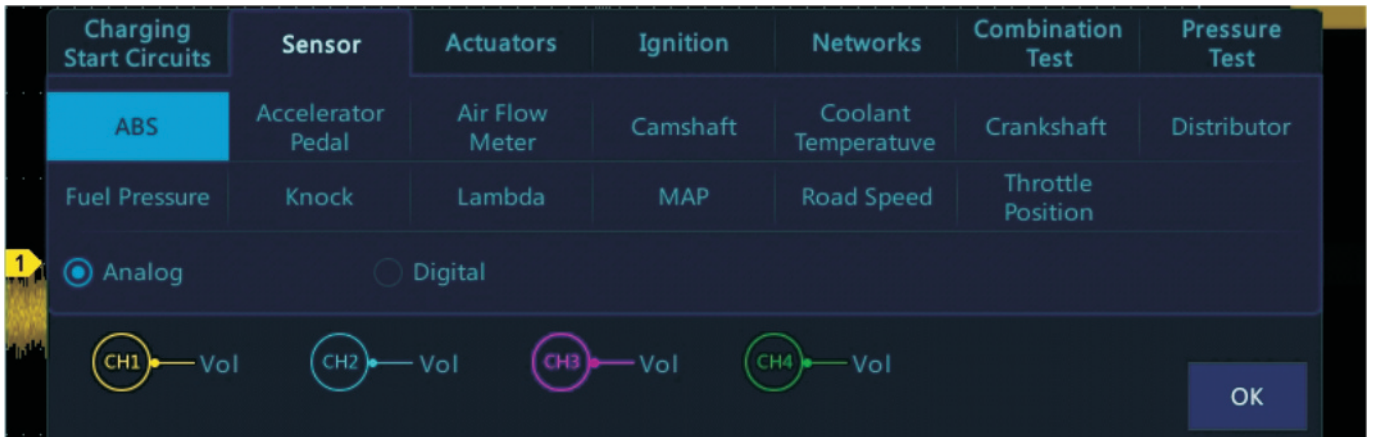 Charging
Start Circuits
Sensor
Actuators
Ignition
Networks
Combination
Test
Pressure
Test
ABS
Accelerator
Pedal
Air Flow
Meter
Camshaft
Coolant
Temperatuve
Crankshaft
Distributor
Fuel Pressure
Knock
Lambda
MAP
Road Speed
Throttle
Position
1
Analog
Digital
CH1 Vol
CH2 Vol
CH3 Vol
CH4 Vol
OK